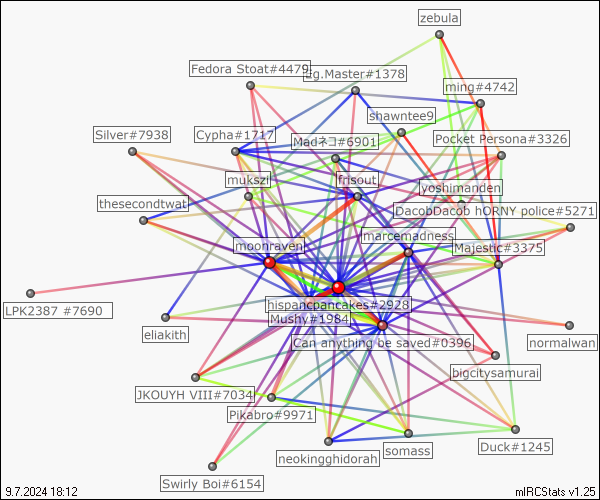 zebula
Fedora Stoat#4479
Zg.Master#1378
ming#4742
shawntee9
Silver#7938
Cypha#1717
Madネコ#6901
Pocket Persona#3326
mukszi
frisout
yoshimanden
thesecondtwat
DacobDacob hORNY police#5271
moonraven
marcemadness
Majestic#3375
LPK2387 #7690
hispancpancakes#2928
Mushy#1984
eliakith
Can anything be saved#0396
normalwan
bigcitysamurai
JKOUYH VIII#7034
Pikabro#9971
Duck#1245
somass
neokingghidorah
Swirly Boi#6154
9.7.2024 18:12
mIRCStats v1.25